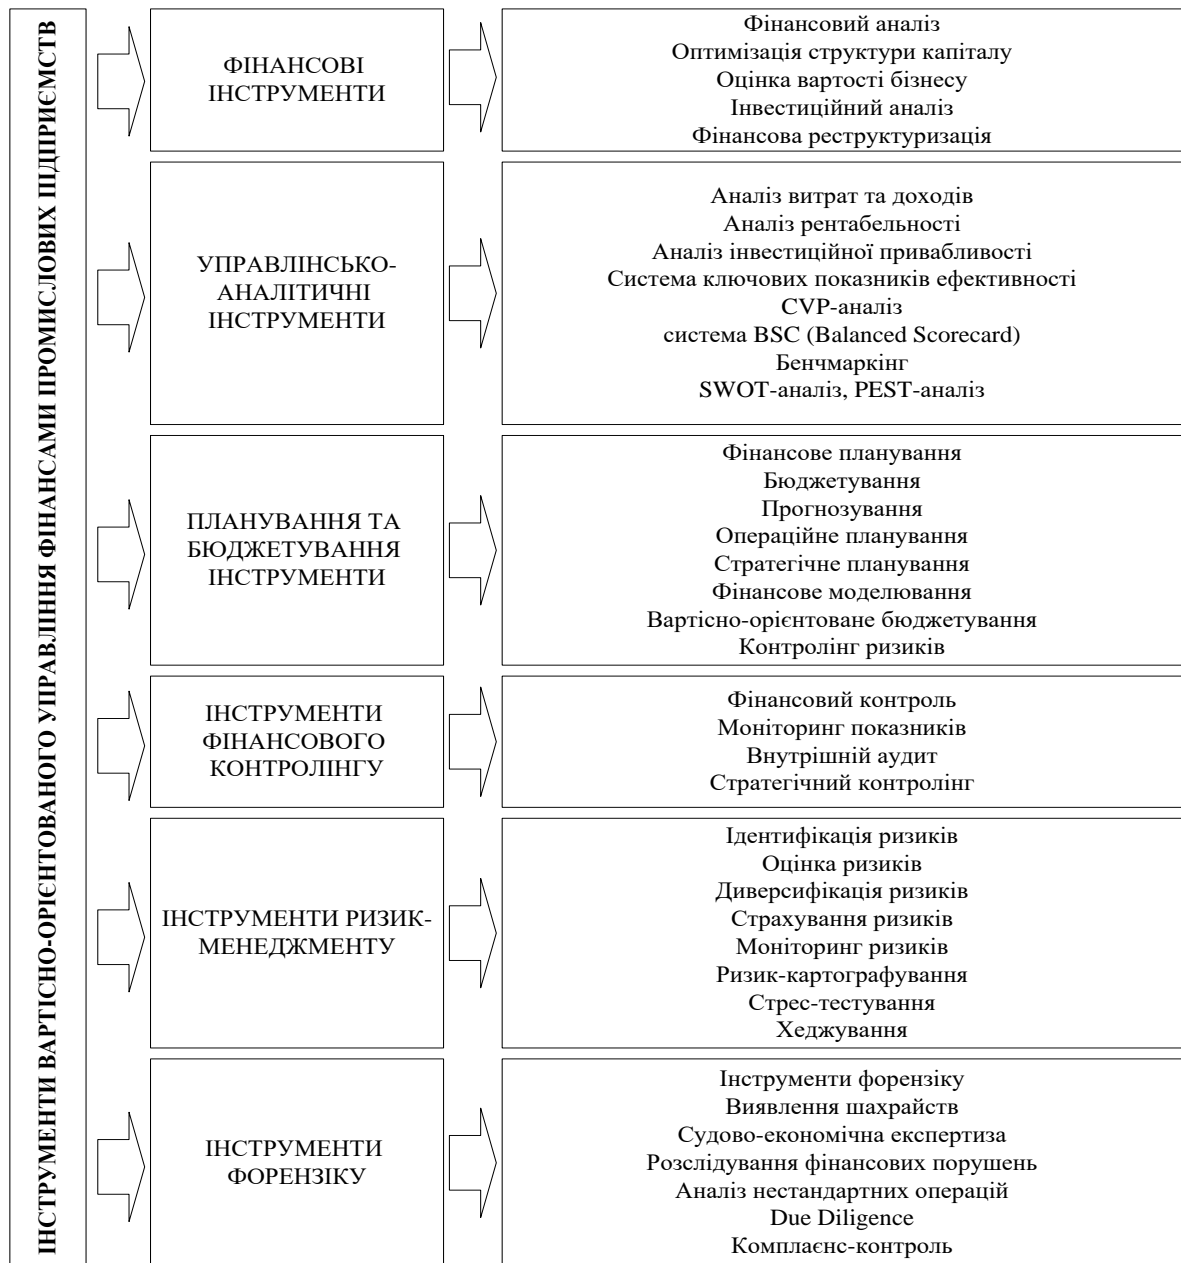 ІНСТРУМЕНТИ ВАРТІСНО-ОРІЄНТОВАНОГО УПРАВЛІННЯ ФІНАНСАМИ ПРОМИСЛОВИХ ПІДПРИЄМСТВ
ФІНАНСОВІ
ІНСТРУМЕНТИ
Фінансовий аналіз
Оптимізація структури капіталу
Оцінка вартості бізнесу
Інвестиційний аналіз
Фінансова реструктуризація
УПРАВЛІНСЬКО-
АНАЛІТИЧНІ
ІНСТРУМЕНТИ
Аналіз витрат та доходів
Аналіз рентабельності
Аналіз інвестиційної привабливості
Система ключових показників ефективності
CVP-аналіз
система BSC (Balanced Scorecard)
Бенчмаркінг
SWOT-аналіз, PEST-аналіз
ПЛАНУВАННЯ ТА
БЮДЖЕТУВАННЯ
ІНСТРУМЕНТИ
Фінансове планування
Бюджетування
Прогнозування
Операційне планування
Стратегічне планування
Фінансове моделювання
Вартісно-орієнтоване бюджетування
Контролінг ризиків
ІНСТРУМЕНТИ
ФІНАНСОВОГО
КОНТРОЛІНГУ
Фінансовий контроль
Моніторинг показників
Внутрішній аудит
Стратегічний контролінг
ІНСТРУМЕНТИ РИЗИК-
МЕНЕДЖМЕНТУ
Ідентифікація ризиків
Оцінка ризиків
Диверсифікація ризиків
Страхування ризиків
Моніторинг ризиків
Ризик-картографування
Стрес-тестування
Хеджування
ІНСТРУМЕНТИ
ФОРЕНЗІКУ
Інструменти форензіку
Виявлення шахрайств
Судово-економічна експертиза
Розслідування фінансових порушень
Аналіз нестандартних операцій
Due Diligence
Комплаєнс-контроль